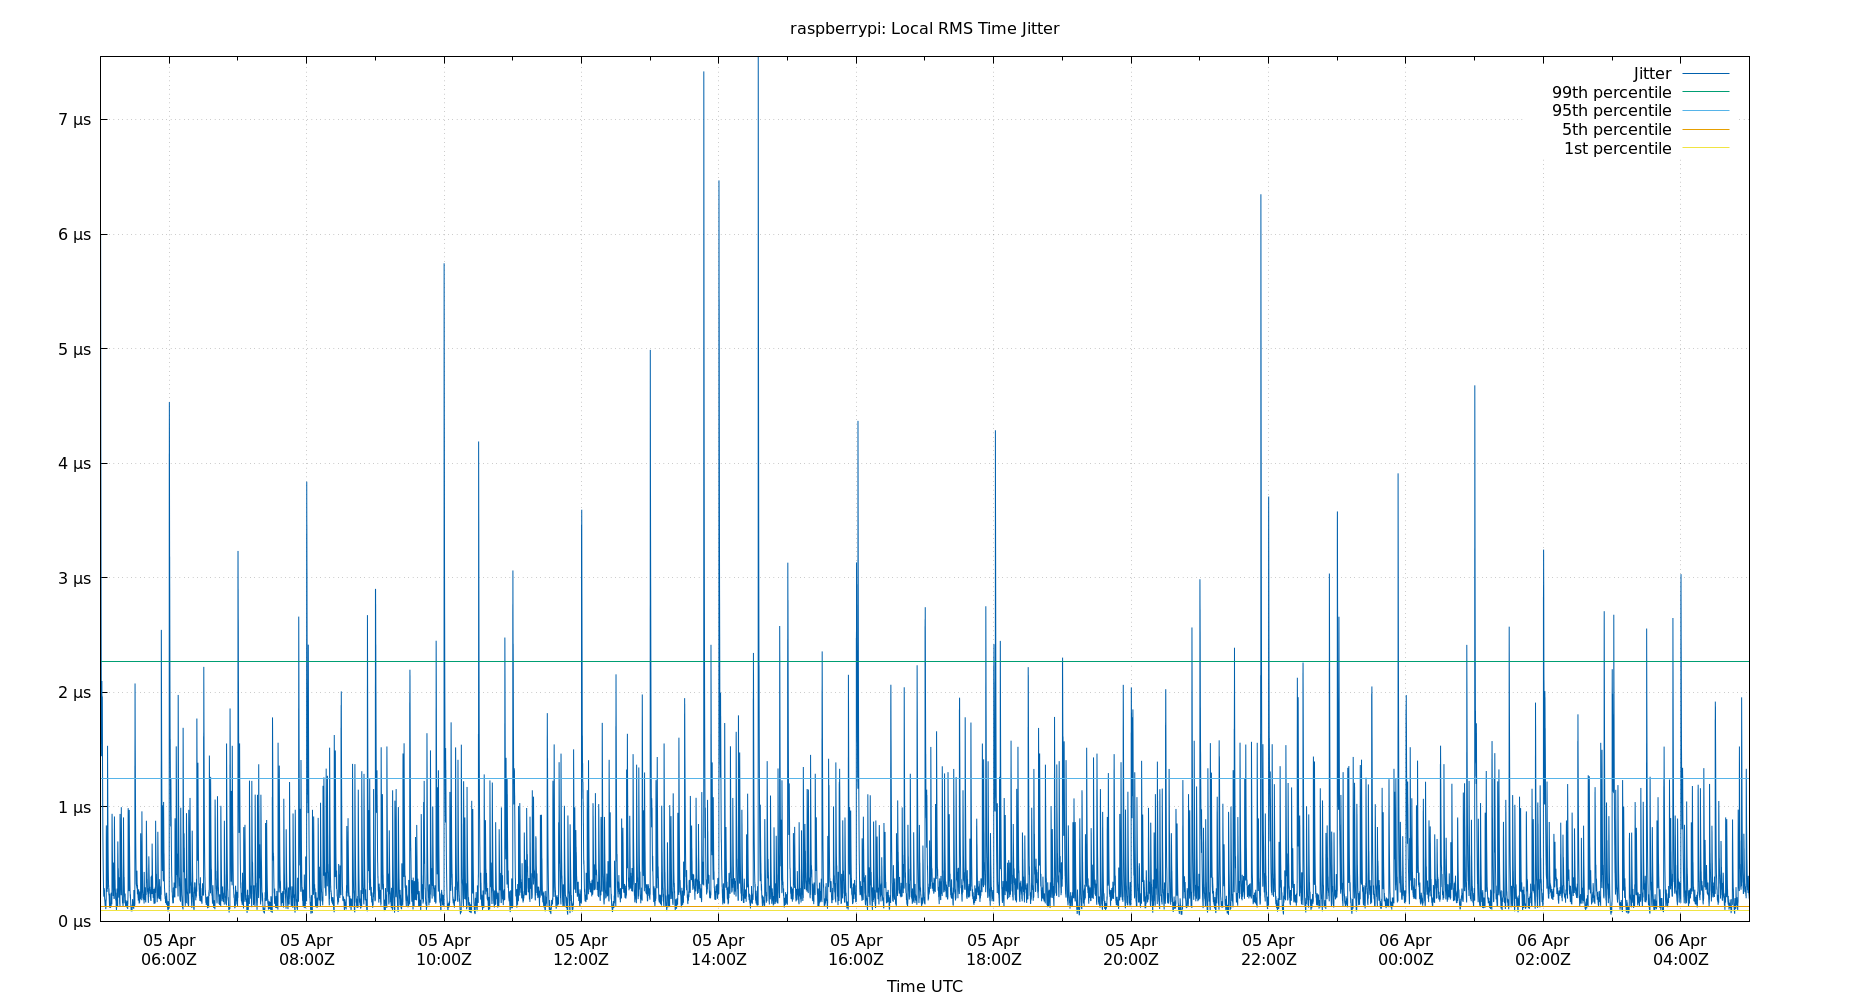 raspberrypi: Local RMS Time Jitter
Jitter
99th percentile
95th percentile
5th percentile
1st percentile
7 µs
6 µs
5 µs
4 µs
3 µs
2 µs
1 µs
0 µs
05 Apr 05 Apr 05 Apr 05 Apr 05 Apr 05 Apr 05 Apr 05 Apr 05 Apr 06 Apr 06 Apr 06 Apr
06:00Z 08:00Z 10:00Z 12:00Z 14:00Z 16:00Z 18:00Z 20:00Z 22:00Z 00:00Z 02:00Z 04:00Z
Time UTC